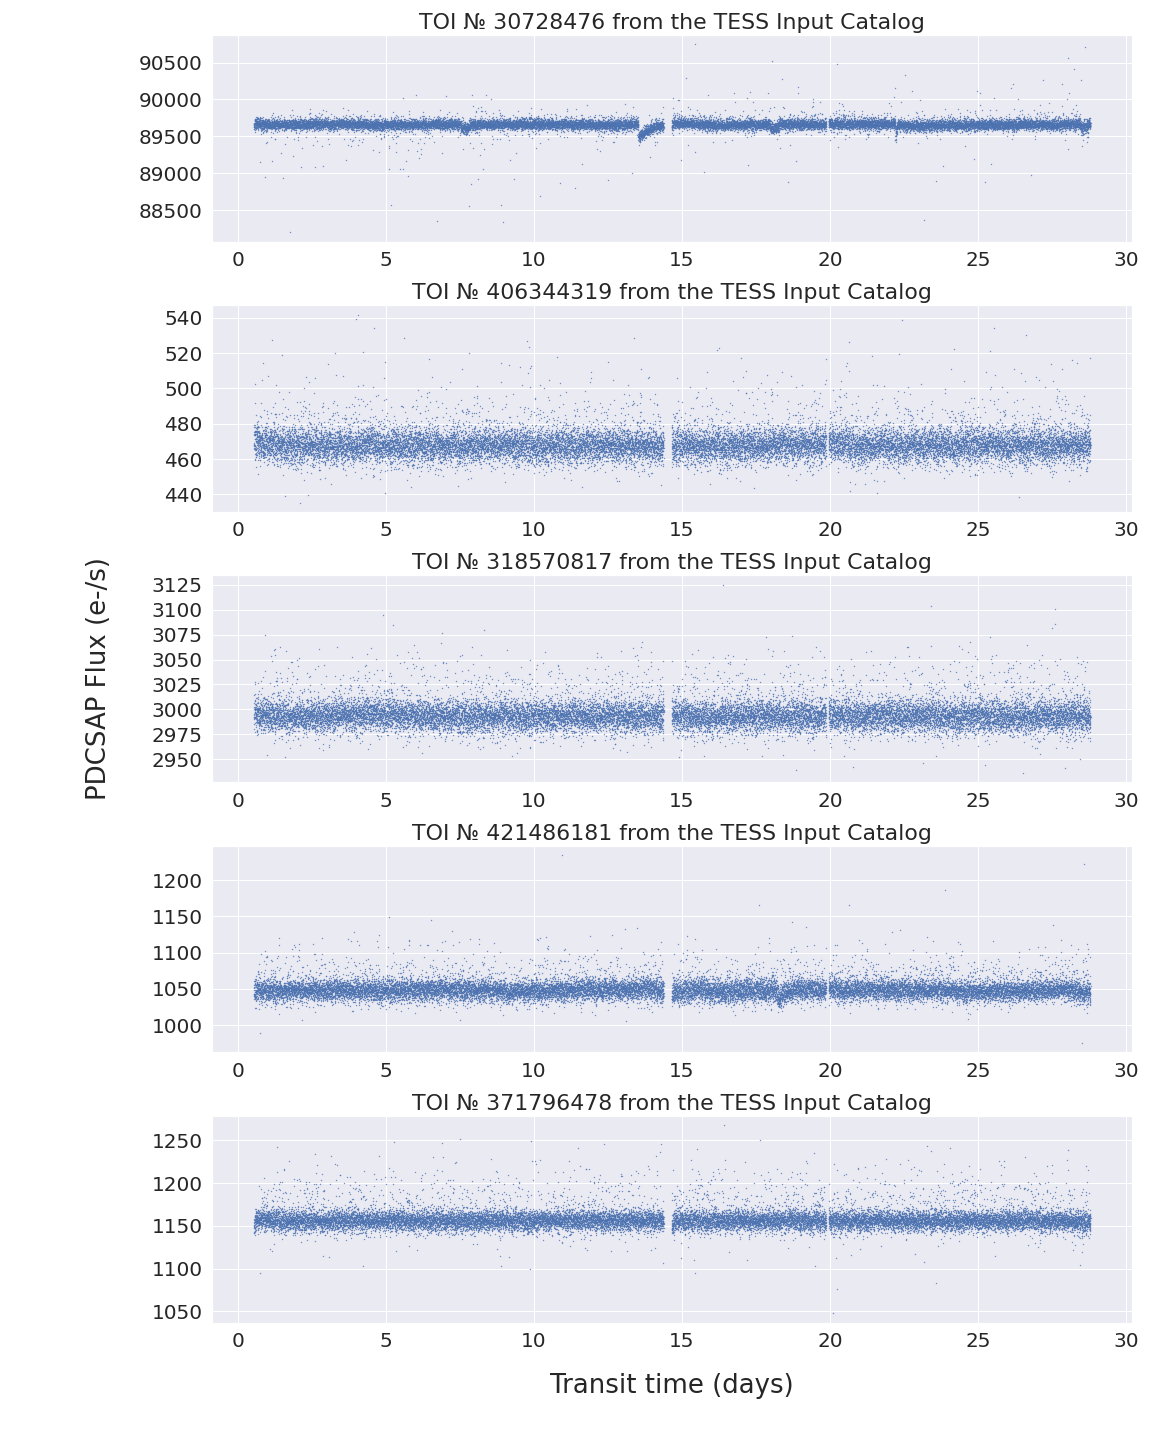 TOI № 30728476 from the TESS Input Catalog
90500
90000
89500
89000
88500
0 5 10 15 20 25 30
TOI № 406344319 from the TESS Input Catalog
540
520
500
480
460
440
0 5 10 15 20 25 30
PDCSAP Flux (e-/s)
TOI № 318570817 from the TESS Input Catalog
3125
3100
3075
3050
3025
3000
2975
2950
0 5 10 15 20 25 30
TOI № 421486181 from the TESS Input Catalog
1200
1150
1100
1050
1000
0 5 10 15 20 25 30
TOI № 371796478 from the TESS Input Catalog
1250
1200
1150
1100
1050
0 5 10 15 20 25 30
Transit time (days)